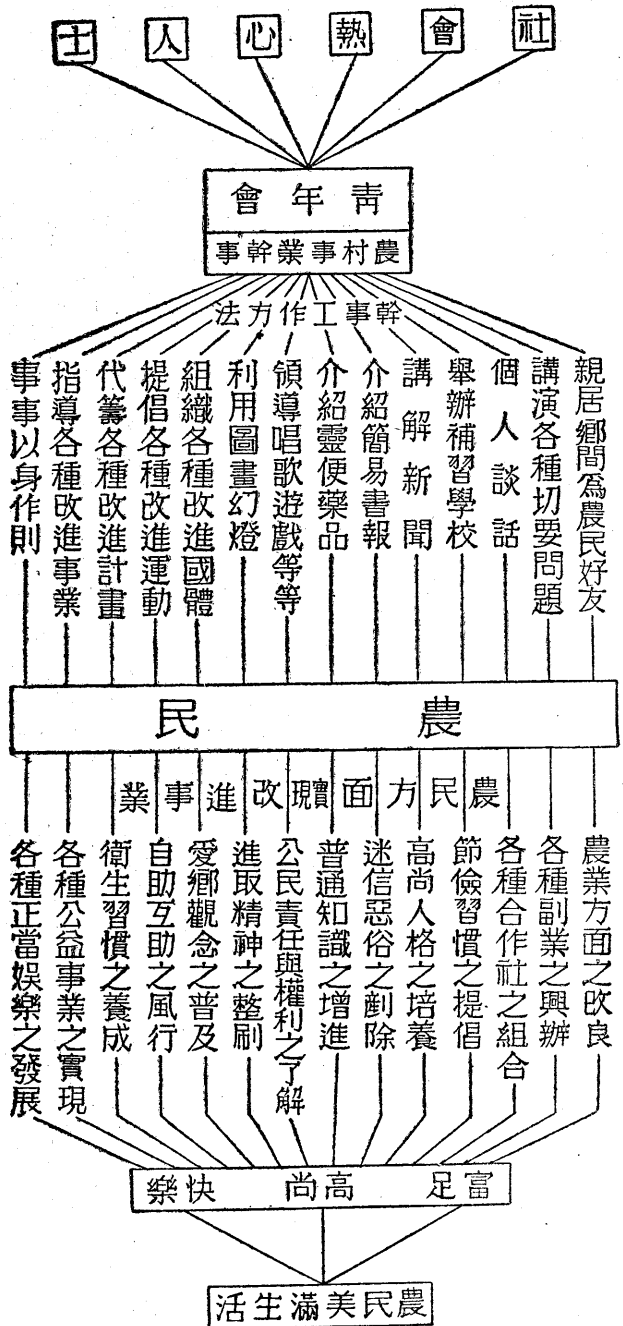 社會熱心人士
青年會
農村事業幹事
幹事工作方法
親居鄉間爲農民好友
講演各種切要問題
個人談話
舉辦補習學校
講解新聞
介紹簡易書報
介紹靈便藥品
領導唱歌遊戲等等
利用圖畫幻燈
組織各種改進國體
提倡各種改進運動
代籌各種改進計畫
指導各種改進事業
事事以身作則
農民
農民方面實現改進事業
農業方面之改良
各種副業之興辦
各種合作社之組合
節儉習慣之提倡
高尚人格之培養
迷信惡俗之剷除
普通知識之增進
公民責任與權利之了解
進取精神之整刷
愛鄉觀念之普及
自助互助之風行
衛生習慣之養成
各種公益事業之實現
各種正當娛樂之發展
富足 高尚 快樂
農民美滿生活